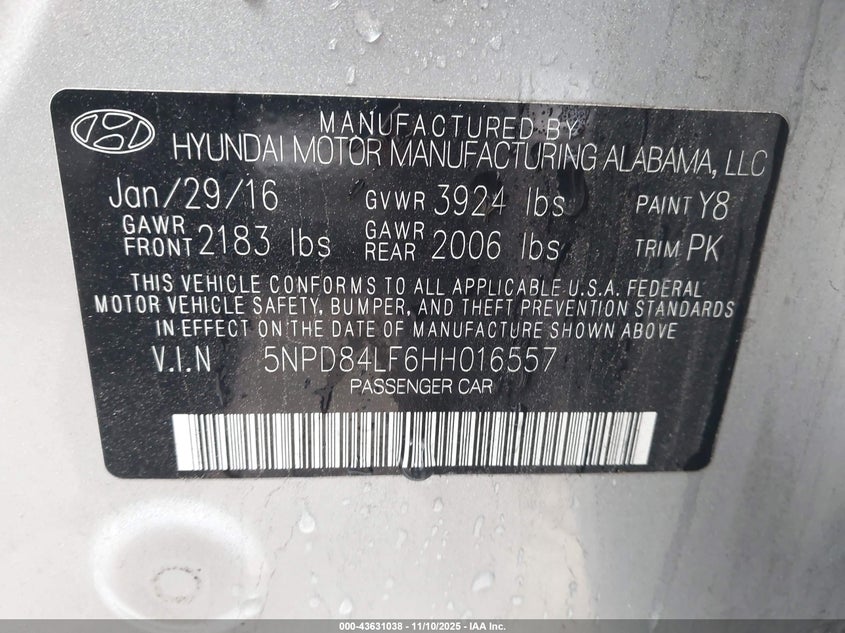 MANUFACTURED BY
HYUNDAI MOTOR MANUFACTURING ALABAMA, LLC
Jan/29/16 GVWR 3924 lbs PAINT Y8
GAWR FRONT 2183 lbs GAWR REAR 2006 lbs TRIM PK
THIS VEHICLE CONFORMS TO ALL APPLICABLE U.S.A. FEDERAL
MOTOR VEHICLE SAFETY, BUMPER, AND THEFT PREVENTION STANDARDS
IN EFFECT ON THE DATE OF MANUFACTURE SHOWN ABOVE
V.I.N 5NPD84LF6HH016557
PASSENGER CAR
000-43631038 - 11/10/2025 - IAA Inc.